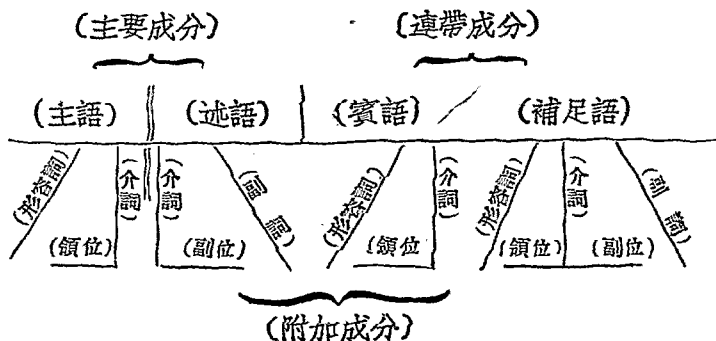 (主要成分) (連帶成分)
(主語) (述語) (賓語) (補足語)
(形容詞) (介詞) (介詞) (副詞) (形容詞) (介詞) (形容詞) (介詞) (副詞)
(領位) (副位) (領位 (領位) (副位)
(附加成分)